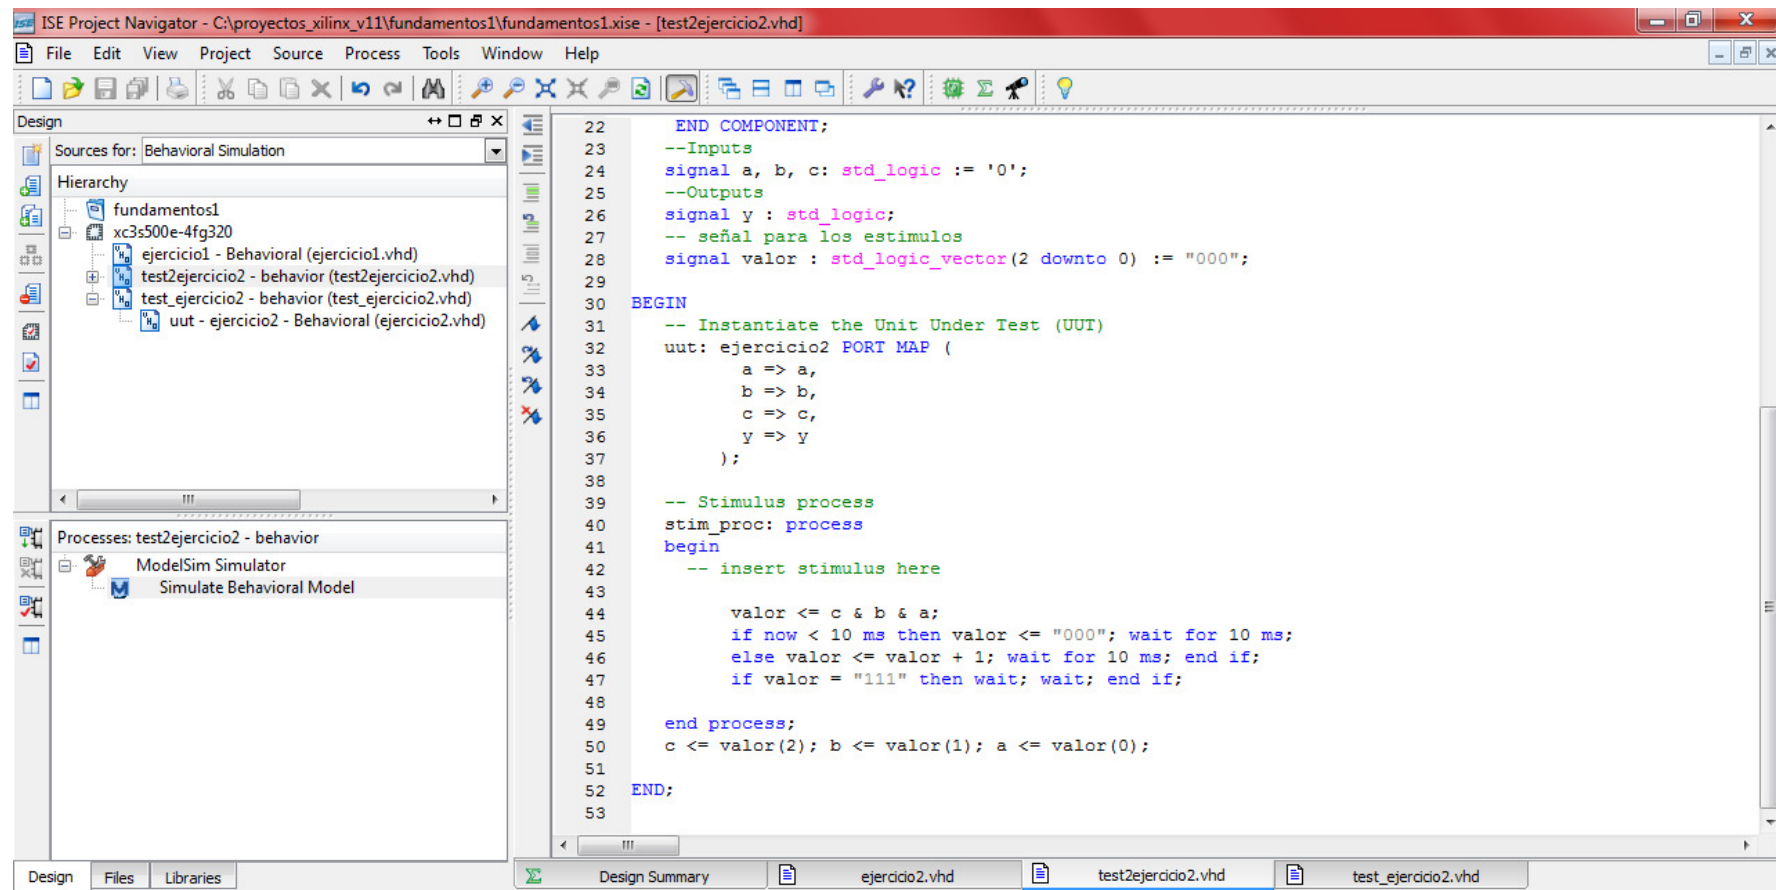 ISE Project Navigator - C:\proyectos_xilinx_v11\fundamentos1\fundamentos1.xise - [test2ejercicio2.vhd]
File Edit View Project Source Process Tools Window Help
Design
Sources for: Behavioral Simulation
Hierarchy
fundamentos1
xc3s500e-4fg320
ejercicio1 - Behavioral (ejercicio1.vhd)
test2ejercicio2 - behavior (test2ejercicio2.vhd)
test_ejercicio2 - behavior (test_ejercicio2.vhd)
uut - ejercicio2 - Behavioral (ejercicio2.vhd)
Processes: test2ejercicio2 - behavior
ModelSim Simulator
Simulate Behavioral Model
Design Files Libraries
22 END COMPONENT;
23 --Inputs
24 signal a, b, c: std_logic := '0';
25 --Outputs
26 signal y : std_logic;
27 -- señal para los estimulos
28 signal valor : std_logic_vector(2 downto 0) := "000";
29
30 BEGIN
31 -- Instantiate the Unit Under Test (UUT)
32 uut: ejercicio2 PORT MAP (
33 a => a,
34 b => b,
35 c => c,
36 y => y
37 );
38
39 -- Stimulus process
40 stim_proc: process
41 begin
42 -- insert stimulus here
43
44 valor <= c & b & a;
45 if now < 10 ms then valor <= "000"; wait for 10 ms;
46 else valor <= valor + 1; wait for 10 ms; end if;
47 if valor = "111" then wait; wait; end if;
48
49 end process;
50 c <= valor(2); b <= valor(1); a <= valor(0);
51
52 END;
53
Design Summary ejercicio2.vhd test2ejercicio2.vhd test_ejercicio2.vhd